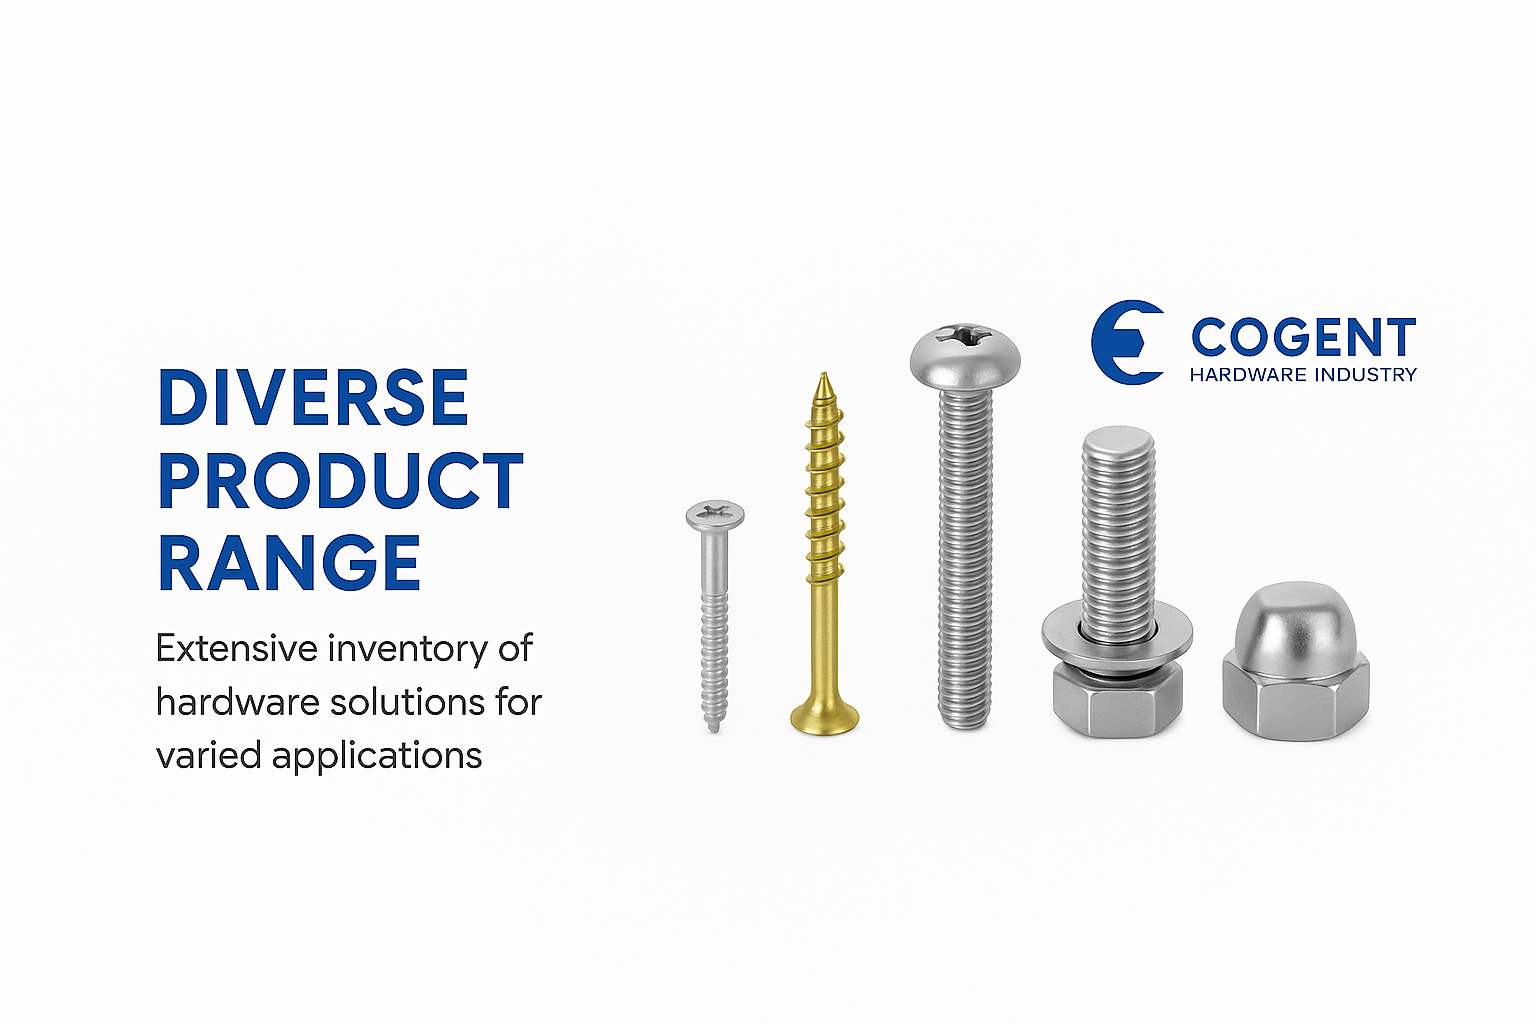 DIVERSE
PRODUCT
RANGE
Extensive inventory of
hardware solutions for
varied applications
COGENT
HARDWARE INDUSTRY